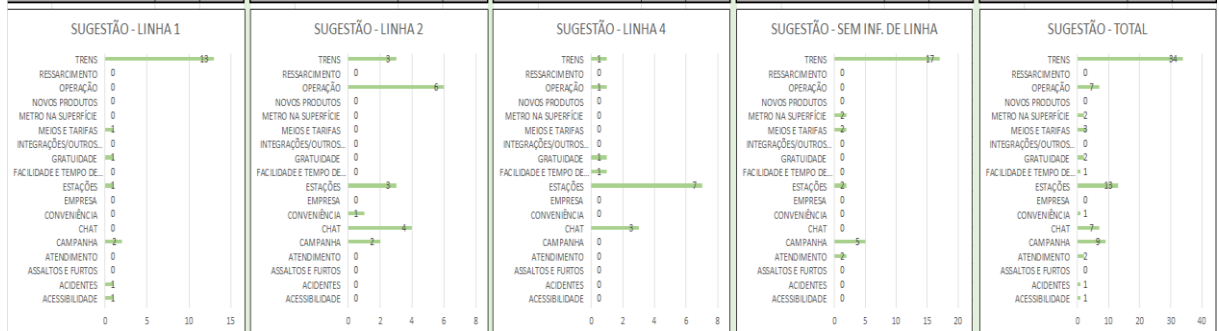 SUGESTÃO - LINHA 1
TRENS 13
RESSARCIMENTO 0
OPERAÇÃO 0
NOVOS PRODUTOS 0
METRO NA SUPERFÍCIE 0
MEIOS E TARIFAS 1
INTEGRAÇÕES/OUTROS... 0
GRATUIDADE 1
FACILIDADE E TEMPO DE... 0
ESTAÇÕES 1
EMPRESA 0
CONVENIÊNCIA 0
CHAT 0
CAMPANHA 2
ATENDIMENTO 0
ASSALTOS E FURTOS 0
ACIDENTES 1
ACESSIBILIDADE 1
0 5 10 15
SUGESTÃO - LINHA 2
TRENS 3
RESSARCIMENTO 0
OPERAÇÃO 6
NOVOS PRODUTOS 0
METRO NA SUPERFÍCIE 0
MEIOS E TARIFAS 0
INTEGRAÇÕES/OUTROS... 0
GRATUIDADE 0
FACILIDADE E TEMPO DE... 0
ESTAÇÕES 3
EMPRESA 0
CONVENIÊNCIA 1
CHAT 4
CAMPANHA 2
ATENDIMENTO 0
ASSALTOS E FURTOS 0
ACIDENTES 0
ACESSIBILIDADE 0
0 2 4 6 8
SUGESTÃO - LINHA 4
TRENS 1
RESSARCIMENTO 0
OPERAÇÃO 1
NOVOS PRODUTOS 0
METRO NA SUPERFÍCIE 0
MEIOS E TARIFAS 0
INTEGRAÇÕES/OUTROS... 0
GRATUIDADE 1
FACILIDADE E TEMPO DE... 1
ESTAÇÕES 7
EMPRESA 0
CONVENIÊNCIA 0
CHAT 3
CAMPANHA 0
ATENDIMENTO 0
ASSALTOS E FURTOS 0
ACIDENTES 0
ACESSIBILIDADE 0
0 2 4 6 8
SUGESTÃO - SEM INF. DE LINHA
TRENS 17
RESSARCIMENTO 0
OPERAÇÃO 0
NOVOS PRODUTOS 0
METRO NA SUPERFÍCIE 2
MEIOS E TARIFAS 2
INTEGRAÇÕES/OUTROS... 0
GRATUIDADE 0
FACILIDADE E TEMPO DE... 0
ESTAÇÕES 2
EMPRESA 0
CONVENIÊNCIA 0
CHAT 0
CAMPANHA 5
ATENDIMENTO 2
ASSALTOS E FURTOS 0
ACIDENTES 0
ACESSIBILIDADE 0
0 5 10 15 20
SUGESTÃO - TOTAL
TRENS 34
RESSARCIMENTO 0
OPERAÇÃO 7
NOVOS PRODUTOS 0
METRO NA SUPERFÍCIE 2
MEIOS E TARIFAS 3
INTEGRAÇÕES/OUTROS... 0
GRATUIDADE 2
FACILIDADE E TEMPO DE... 1
ESTAÇÕES 13
EMPRESA 0
CONVENIÊNCIA 1
CHAT 7
CAMPANHA 9
ATENDIMENTO 2
ASSALTOS E FURTOS 0
ACIDENTES 1
ACESSIBILIDADE 1
0 10 20 30 40